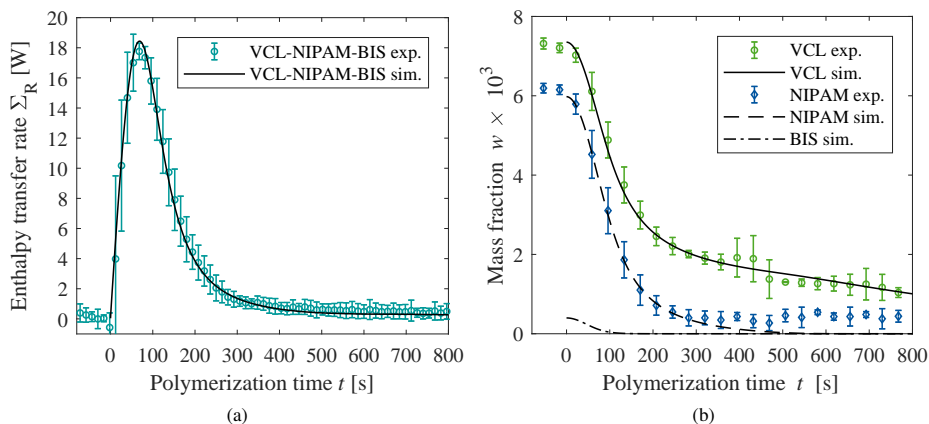 20
18
16
14
12
10
8
6
4
2
0
Enthalpy transfer rate Σ_R [W]
VCL-NIPAM-BIS exp.
VCL-NIPAM-BIS sim.
0 100 200 300 400 500 600 700 800
Polymerization time t [s]
(a)
8
6
4
2
0
Mass fraction w × 10³
VCL exp.
VCL sim.
NIPAM exp.
NIPAM sim.
BIS sim.
0 100 200 300 400 500 600 700 800
Polymerization time t [s]
(b)